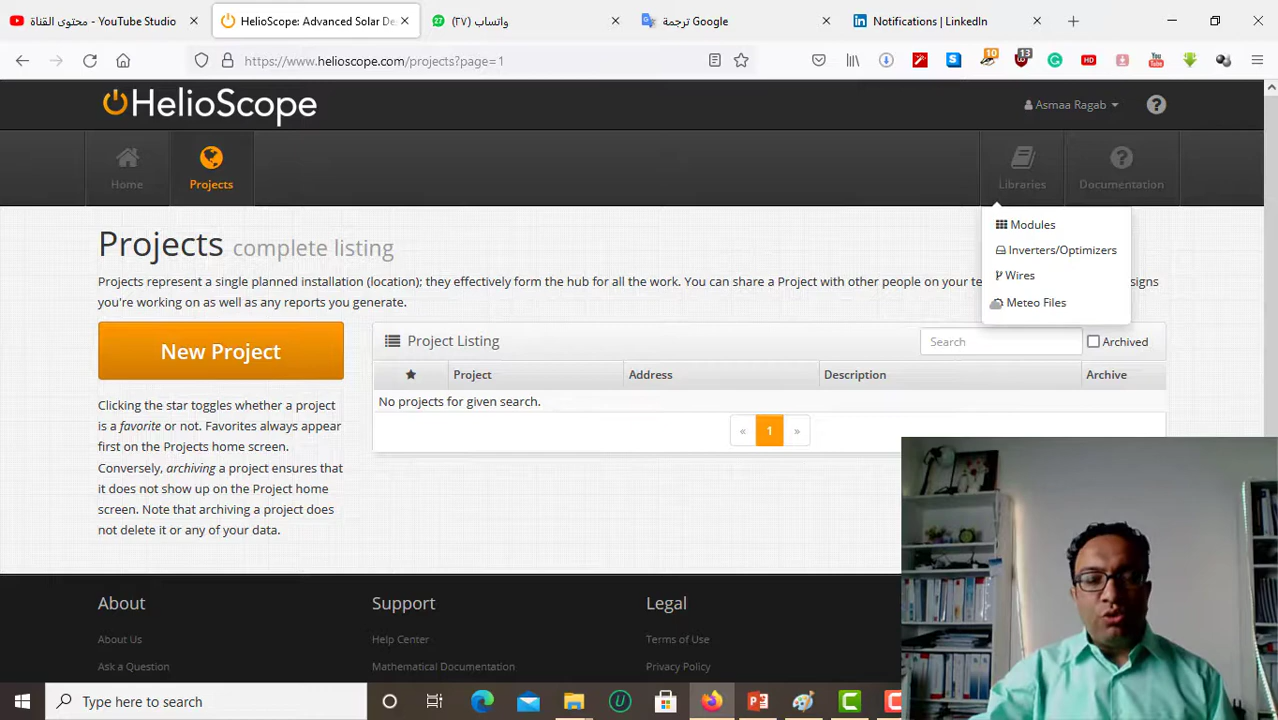 محتوى القناة - YouTube Studio
HelioScope: Advanced Solar De
27
واتساب (٢٧)
ترجمة Google
Notifications | LinkedIn
https://www.helioscope.com/projects?page=1
10
13
HD
HelioScope
Asmaa Ragab
Home
Projects
Libraries
Documentation
Modules
Inverters/Optimizers
Wires
Meteo Files
Projects complete listing
Projects represent a single planned installation (location); they effectively form the hub for all the work. You can share a Project with other people on your te signs
you're working on as well as any reports you generate.
New Project
Project Listing
Search
Archived
Project Address Description Archive
No projects for given search.
« 1 »
Clicking the star toggles whether a project
is a favorite or not. Favorites always appear
first on the Projects home screen.
Conversely, archiving a project ensures that
it does not show up on the Project home
screen. Note that archiving a project does
not delete it or any of your data.
About
Support
Legal
About Us
Help Center
Terms of Use
Ask a Question
Mathematical Documentation
Privacy Policy
Type here to search